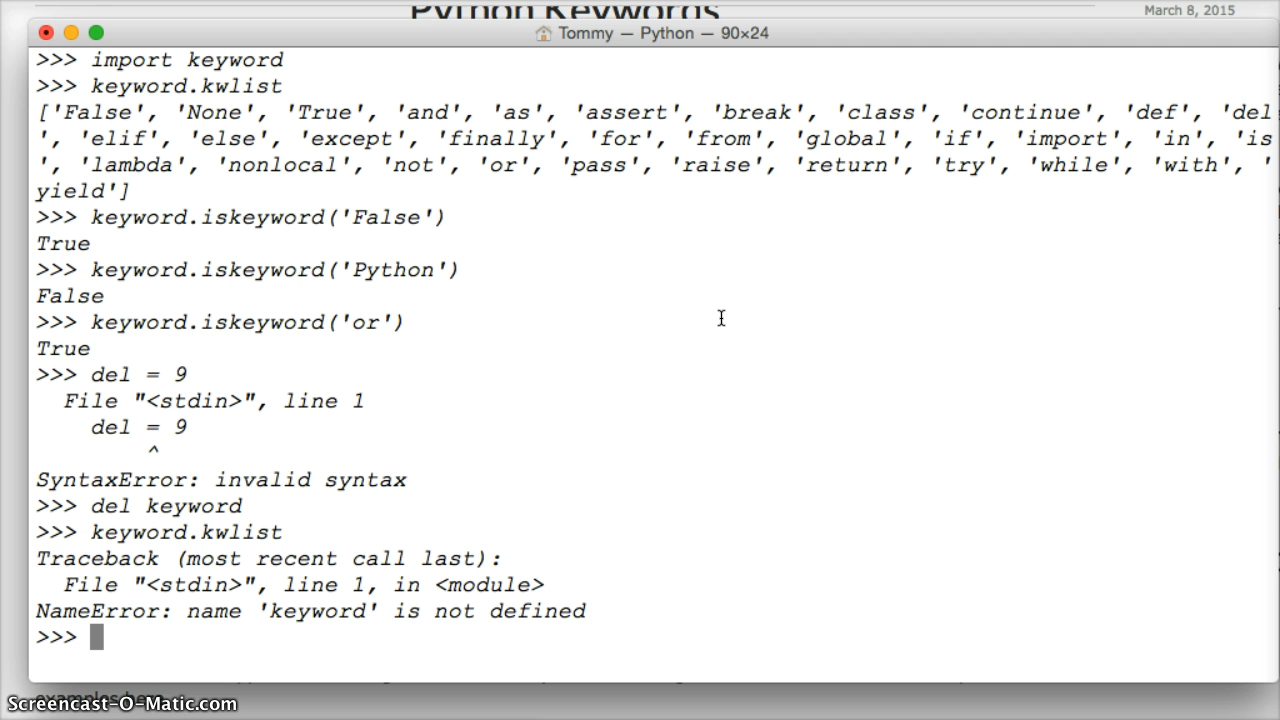 Python Keywords
March 8, 2015
Tommy — Python — 90×24
>>> import keyword
>>> keyword.kwlist
['False', 'None', 'True', 'and', 'as', 'assert', 'break', 'class', 'continue', 'def', 'del
', 'elif', 'else', 'except', 'finally', 'for', 'from', 'global', 'if', 'import', 'in', 'is
', 'lambda', 'nonlocal', 'not', 'or', 'pass', 'raise', 'return', 'try', 'while', 'with', '
yield']
>>> keyword.iskeyword('False')
True
>>> keyword.iskeyword('Python')
False
>>> keyword.iskeyword('or')
True
>>> del = 9
  File "<stdin>", line 1
    del = 9
        ^
SyntaxError: invalid syntax
>>> del keyword
>>> keyword.kwlist
Traceback (most recent call last):
  File "<stdin>", line 1, in <module>
NameError: name 'keyword' is not defined
>>>
Screencast-O-Matic.com